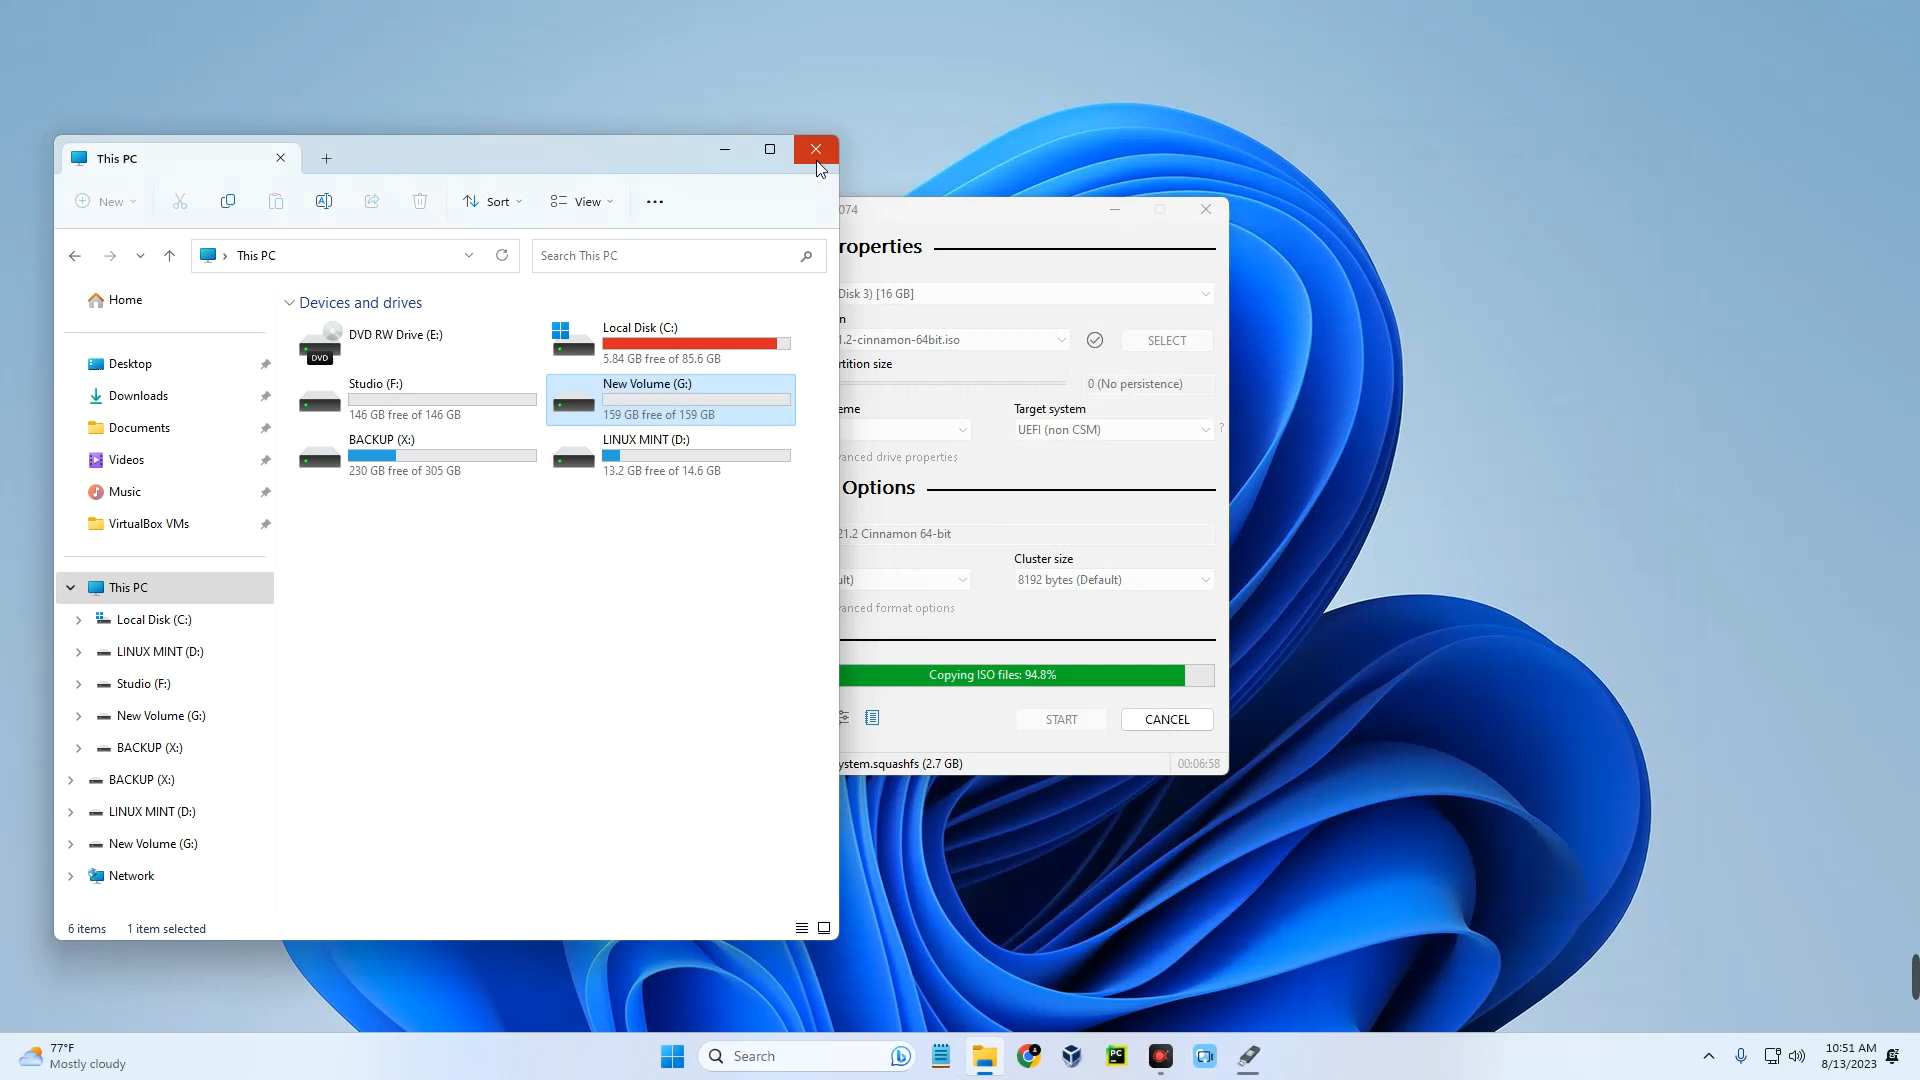 This PC
New
Sort
View
This PC
Search This PC
Home
Desktop
Downloads
Documents
Videos
Music
VirtualBox VMs
This PC
Local Disk (C:)
LINUX MINT (D:)
Studio (F:)
New Volume (G:)
BACKUP (X:)
BACKUP (X:)
LINUX MINT (D:)
New Volume (G:)
Network
Devices and drives
DVD RW Drive (E:)
DVD
Local Disk (C:)
5.84 GB free of 85.6 GB
Studio (F:)
146 GB free of 146 GB
New Volume (G:)
159 GB free of 159 GB
BACKUP (X:)
230 GB free of 305 GB
LINUX MINT (D:)
13.2 GB free of 14.6 GB
6 items 1 item selected
074
roperties
Disk 3) [16 GB]
n
1.2-cinnamon-64bit.iso
SELECT
rtition size
0 (No persistence)
eme
Target system
UEFI (non CSM)
?
vanced drive properties
Options
21.2 Cinnamon 64-bit
Cluster size
ult)
8192 bytes (Default)
vanced format options
Copying ISO files: 94.8%
START
CANCEL
ystem.squashfs (2.7 GB)
00:06:58
77°F
Mostly cloudy
Search
PC
10:51 AM
8/13/2023